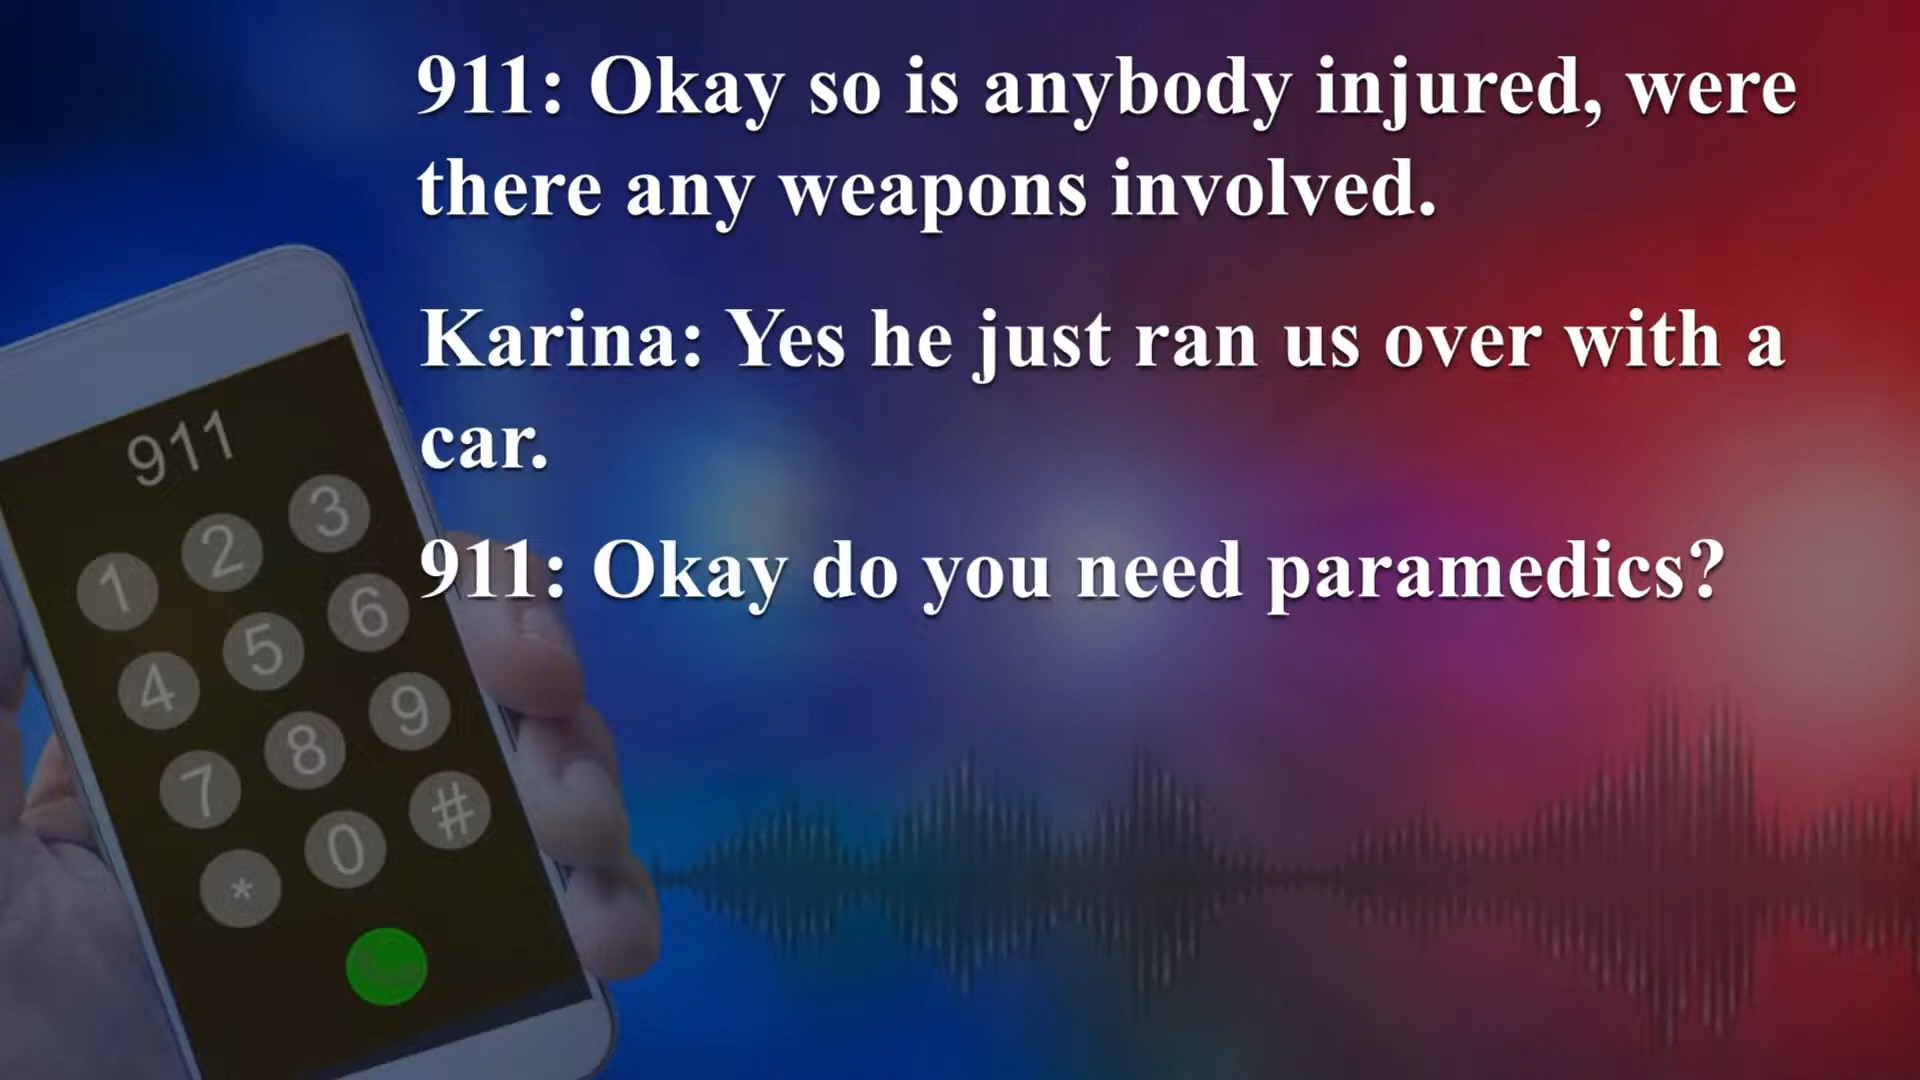 911: Okay so is anybody injured, were
there any weapons involved.
Karina: Yes he just ran us over with a
car.
911: Okay do you need paramedics?
911
1 2 3
4 5 6
7 8 9
* 0 #